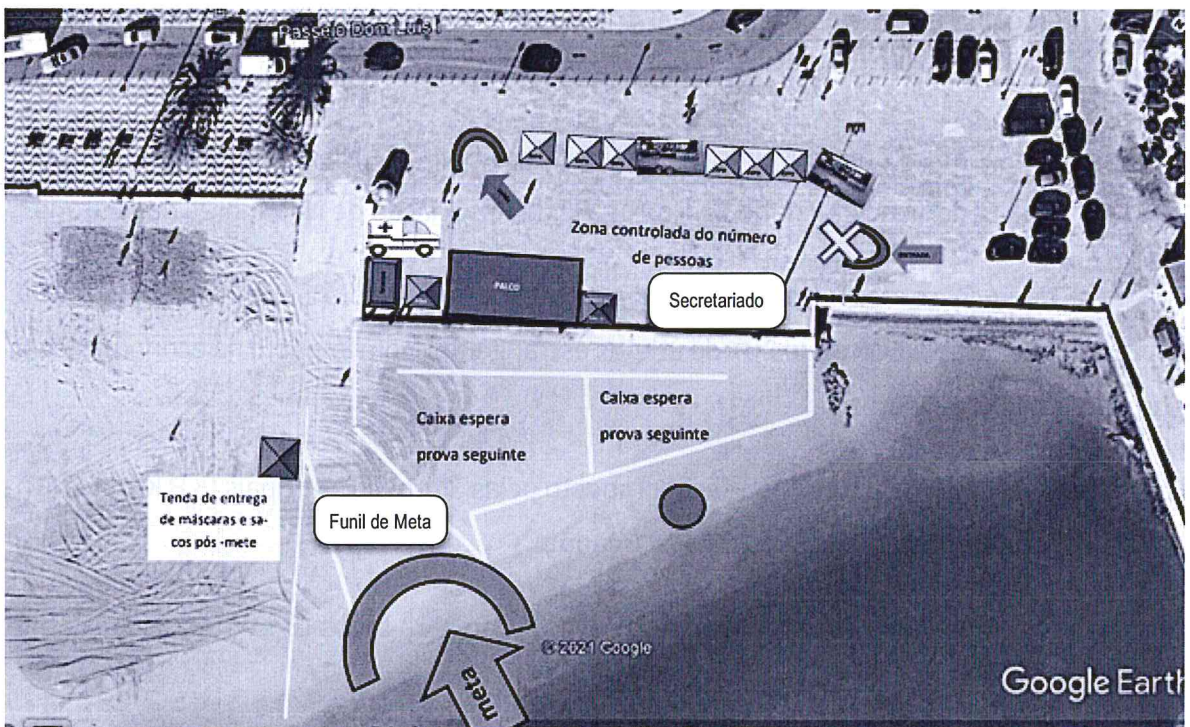 Passeio Dom Luís I
Zona controlada do número
de pessoas
ENTRADA
PALCO
Secretariado
Caixa espera
prova seguinte
Caixa espera
prova seguinte
Tenda de entrega
de máscaras e sa-
cos pós -mete
Funil de Meta
meta
© 2021 Google
Google Earth